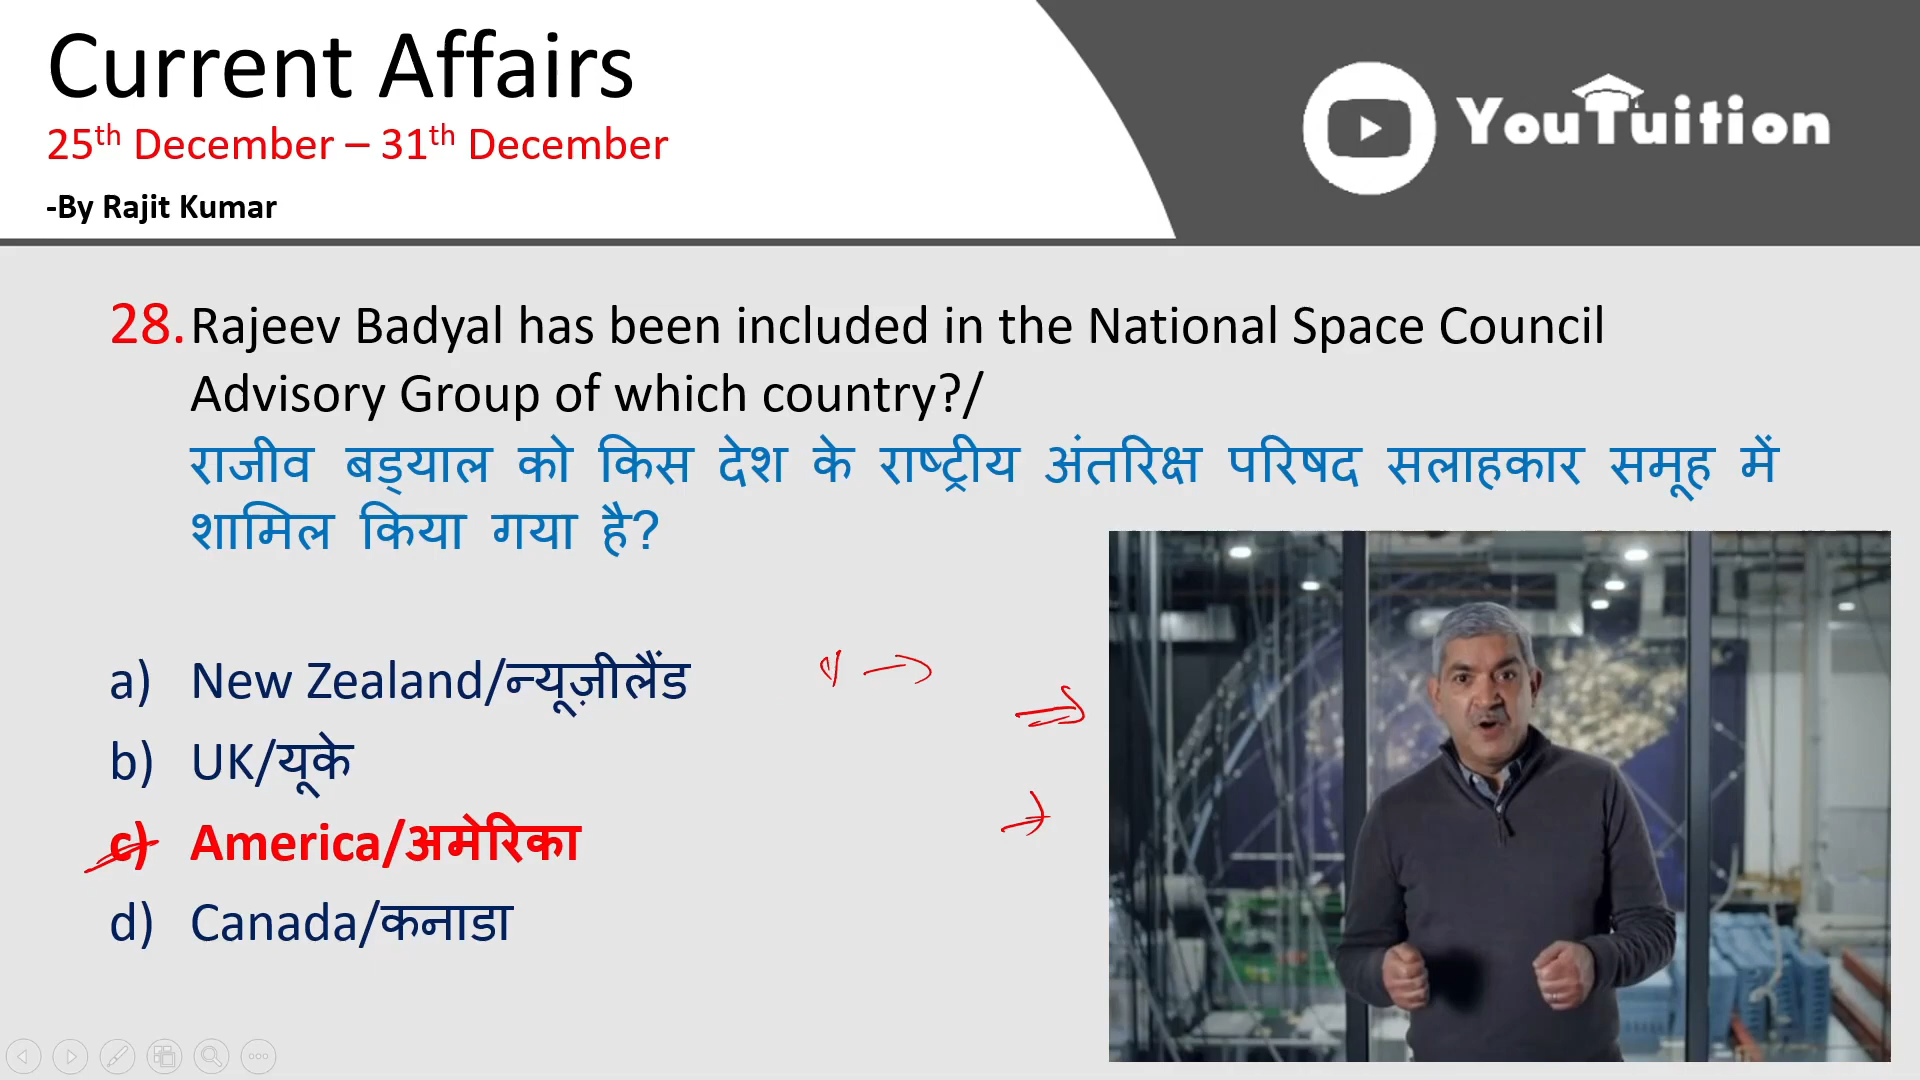 Current Affairs
25th December – 31th December
-By Rajit Kumar
YouTuition
28. Rajeev Badyal has been included in the National Space Council
Advisory Group of which country?/
राजीव बड्याल को किस देश के राष्ट्रीय अंतरिक्ष परिषद सलाहकार समूह में
शामिल किया गया है?
a) New Zealand/न्यूज़ीलैंड
b) UK/यूके
c) America/अमेरिका
d) Canada/कनाडा